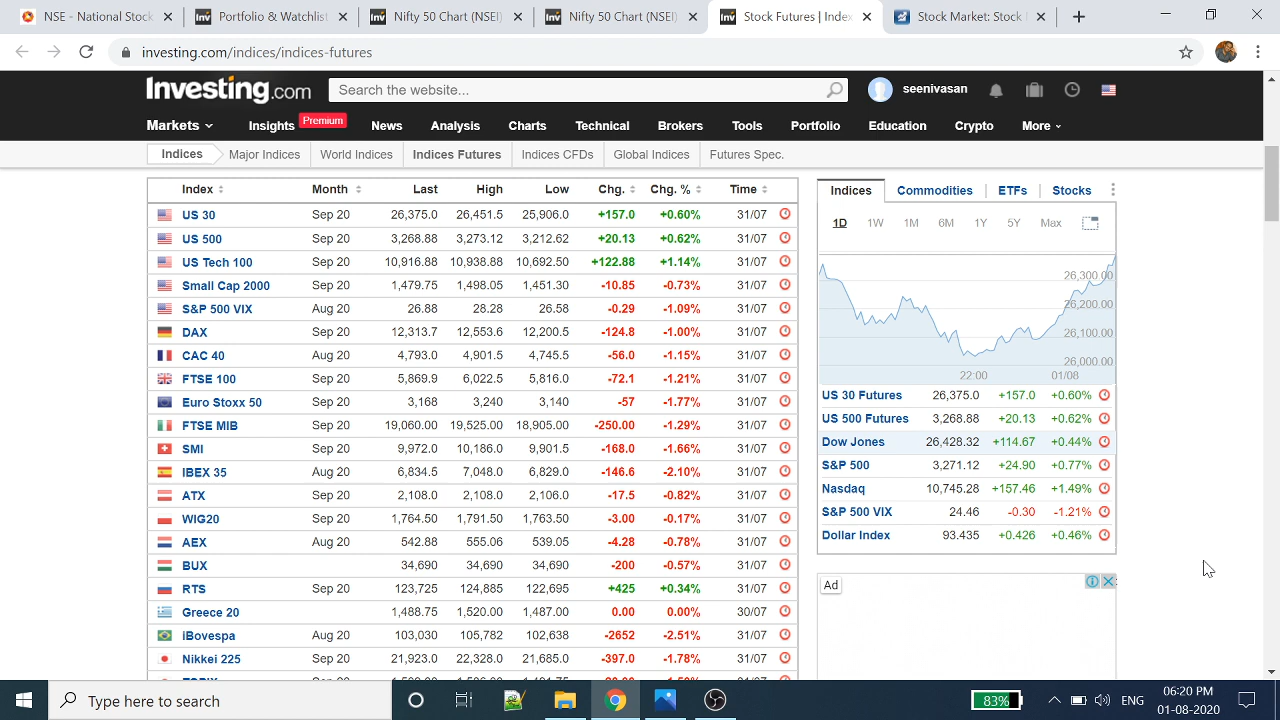 NSE - National Stock
Portfolio & Watchlist
Nifty 50 Chart (NSEI)
Nifty 50 Chart (NSEI)
Stock Futures | Index
Stock Market: Stock
investing.com/indices/indices-futures
Investing.com
Search the website...
seenivasan
Markets
Insights
Premium
News
Analysis
Charts
Technical
Brokers
Tools
Portfolio
Education
Crypto
More
Indices
Major Indices
World Indices
Indices Futures
Indices CFDs
Global Indices
Futures Spec.
Index Month Last High Low Chg. Chg. % Time
US 30 Sep 20 26,375.0 26,451.5 25,906.0 +157.0 +0.60% 31/07
US 500 Sep 20 3,268.88 3,273.12 3,212.62 +20.13 +0.62% 31/07
US Tech 100 Sep 20 10,916.88 10,938.88 10,692.50 +122.88 +1.14% 31/07
Small Cap 2000 Sep 20 1,479.75 1,498.05 1,451.30 -10.85 -0.73% 31/07
S&P 500 VIX Aug 20 26.88 28.28 26.58 -0.29 -1.09% 31/07
DAX Sep 20 12,313.7 12,553.6 12,200.5 -124.8 -1.00% 31/07
CAC 40 Aug 20 4,793.0 4,901.5 4,745.5 -56.0 -1.15% 31/07
FTSE 100 Sep 20 5,869.9 6,022.5 5,816.0 -72.1 -1.21% 31/07
Euro Stoxx 50 Sep 20 3,168 3,240 3,140 -57 -1.77% 31/07
FTSE MIB Sep 20 19,060.00 19,525.00 18,905.00 -250.00 -1.29% 31/07
SMI Sep 20 9,972.0 10,186.0 9,901.5 -168.0 -1.66% 31/07
IBEX 35 Aug 20 6,834.5 7,048.0 6,829.0 -146.6 -2.10% 31/07
ATX Sep 20 2,106.0 2,108.0 2,106.0 -17.5 -0.82% 31/07
WIG20 Sep 20 1,764.50 1,791.50 1,763.50 -3.00 -0.17% 31/07
AEX Aug 20 542.88 555.06 539.05 -4.28 -0.78% 31/07
BUX 34,690 34,690 34,690 -200 -0.57% 31/07
RTS 123,725 124,885 122,695 +425 +0.34% 31/07
Greece 20 1,488.75 1,520.00 1,487.00 0.00 0.00% 30/07
iBovespa Aug 20 103,030 105,782 102,638 -2652 -2.51% 31/07
Nikkei 225 Sep 20 21,923.0 22,328.0 21,685.0 -397.0 -1.78% 31/07
Indices
Commodities
ETFs
Stocks
1D 1W 1M 6M 1Y 5Y Max
26,300.00
26,200.00
26,100.00
26,000.00
22:00 01/08
US 30 Futures 26,375.0 +157.0 +0.60%
US 500 Futures 3,268.88 +20.13 +0.62%
Dow Jones 26,428.32 +114.67 +0.44%
S&P 500 3,271.12 +24.90 +0.77%
Nasdaq 10,745.28 +157.46 +1.49%
S&P 500 VIX 24.46 -0.30 -1.21%
Dollar Index 93.435 +0.426 +0.46%
Ad
Type here to search
83%
ENG
06:20 PM
01-08-2020